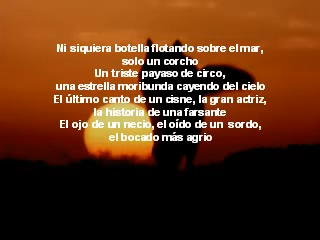 Ni siquiera botella flotando sobre el mar,
solo un corcho
Un triste payaso de circo,
una estrella moribunda cayendo del cielo
El último canto de un cisne, la gran actriz,
la historia de una farsante
El ojo de un necio, el oído de un sordo,
el bocado más agrio